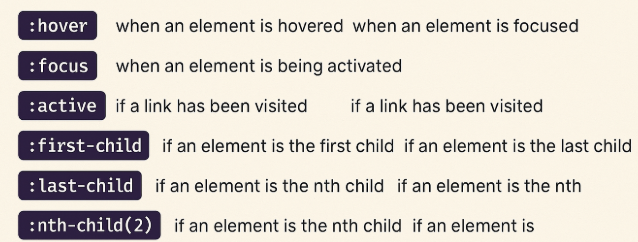 :hover when an element is hovered when an element is focused
:focus when an element is being activated
:active if a link has been visited if a link has been visited
:first-child if an element is the first child if an element is the last child
:last-child if an element is the nth child if an element is the nth
:nth-child(2) if an element is the nth child if an element is